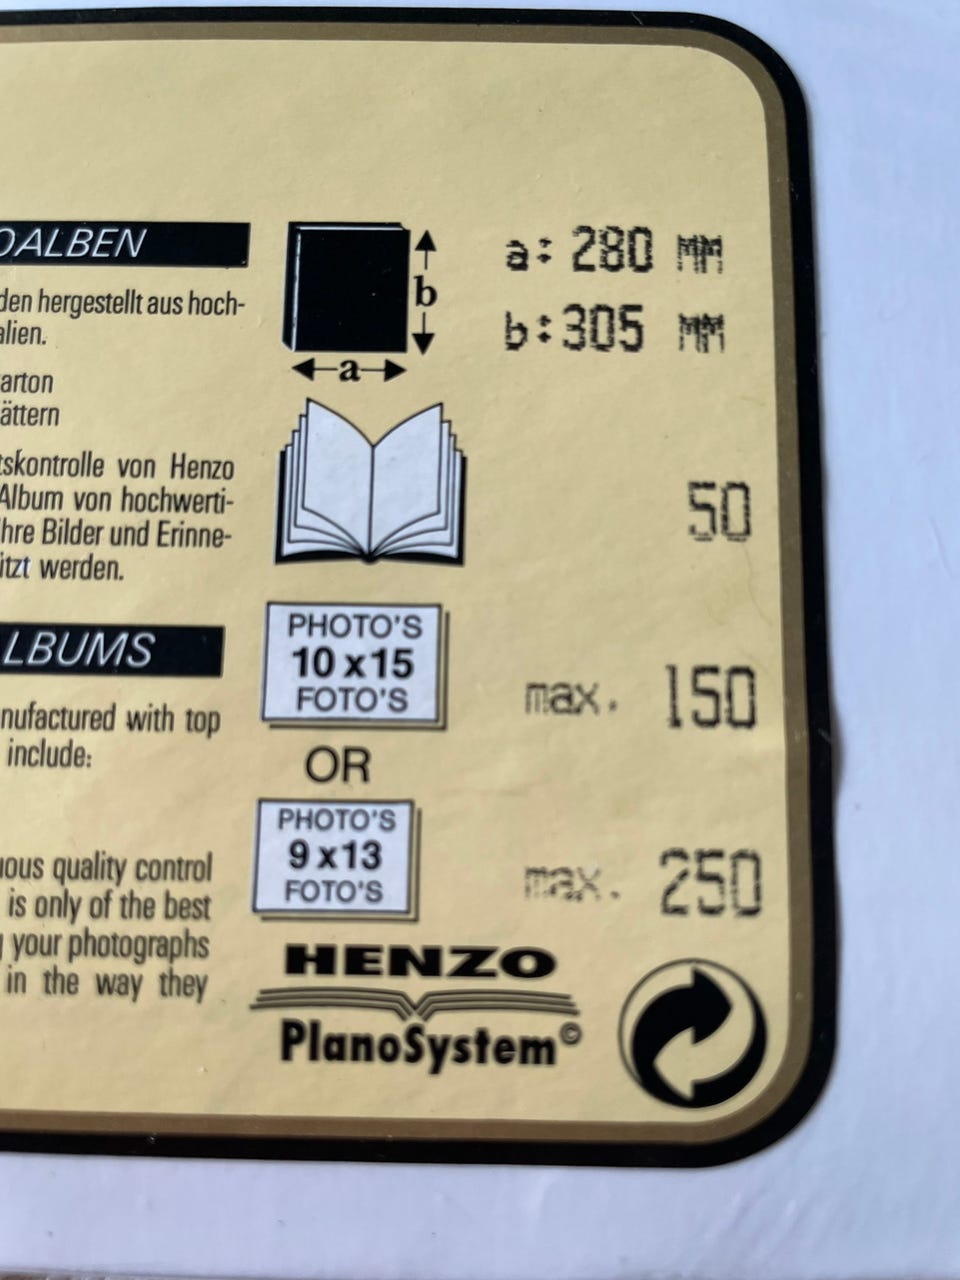 OALBEN
den hergestellt aus hoch-
alien.
arton
ättern
tskontrolle von Henzo
Album von hochwerti-
hre Bilder und Erinne-
itzt werden.
LBUMS
nufactured with top
include:
uous quality control
is only of the best
g your photographs
in the way they
b
a
a: 280 MM
b: 305 MM
50
PHOTO'S
10 x 15
FOTO'S
max. 150
OR
PHOTO'S
9 x 13
FOTO'S
max. 250
HENZO
PlanoSystem©